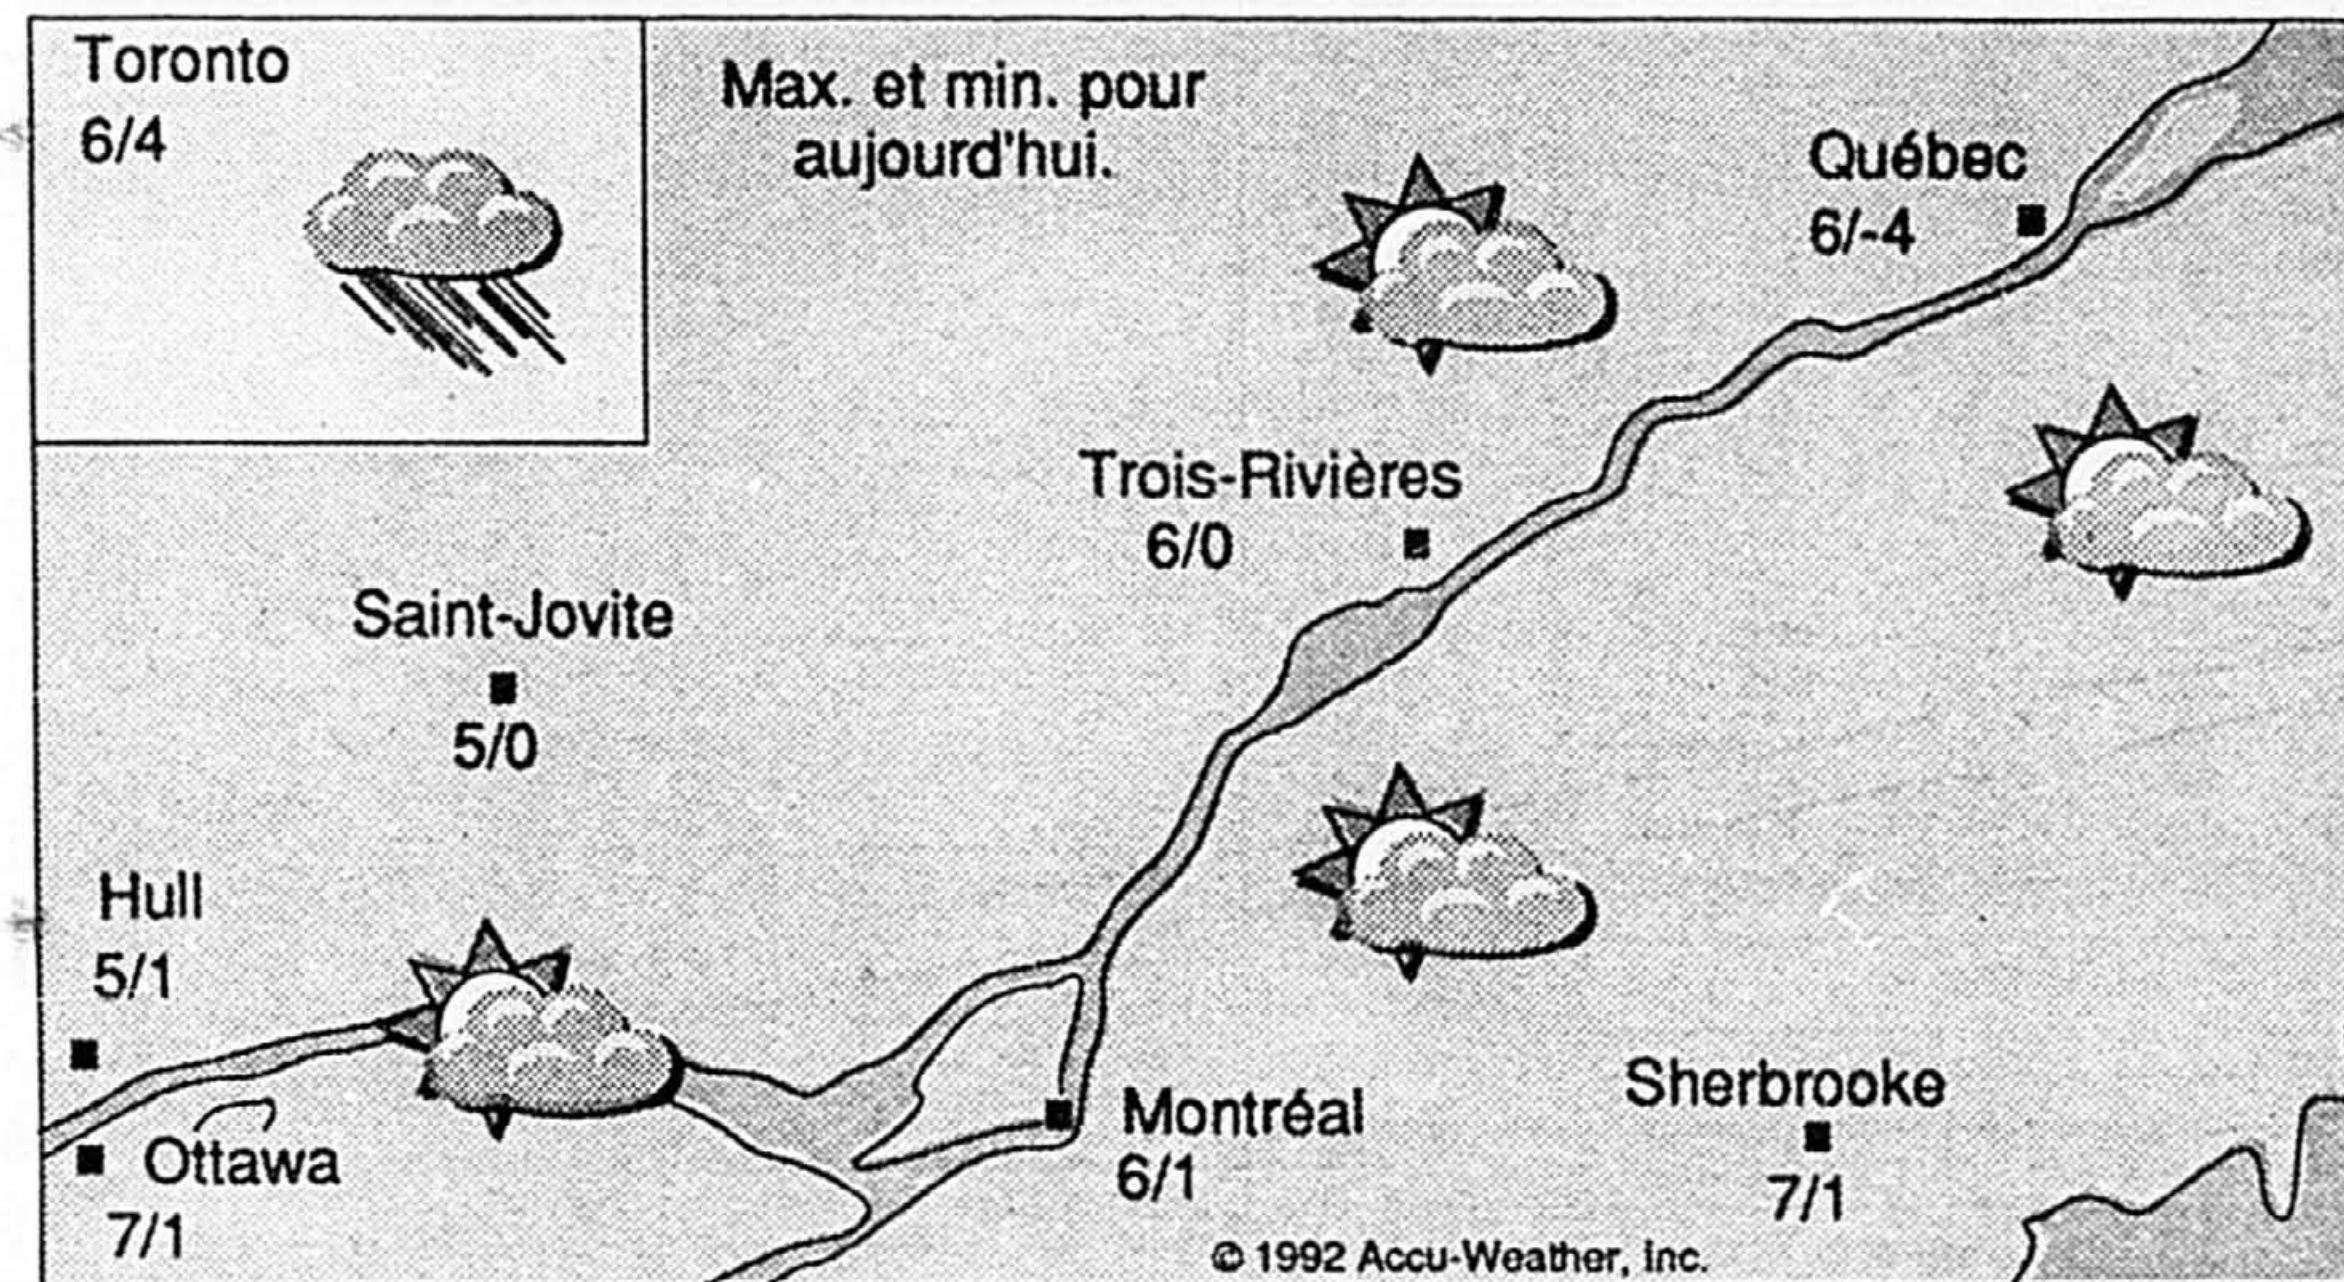 Toronto
6/4
Max. et min. pour
aujourd'hui.
Québec
6/-4
Trois-Rivières
6/0
Saint-Jovite
5/0
Hull
5/1
Ottawa
7/1
Montréal
6/1
Sherbrooke
7/1
© 1992 Accu-Weather, Inc.